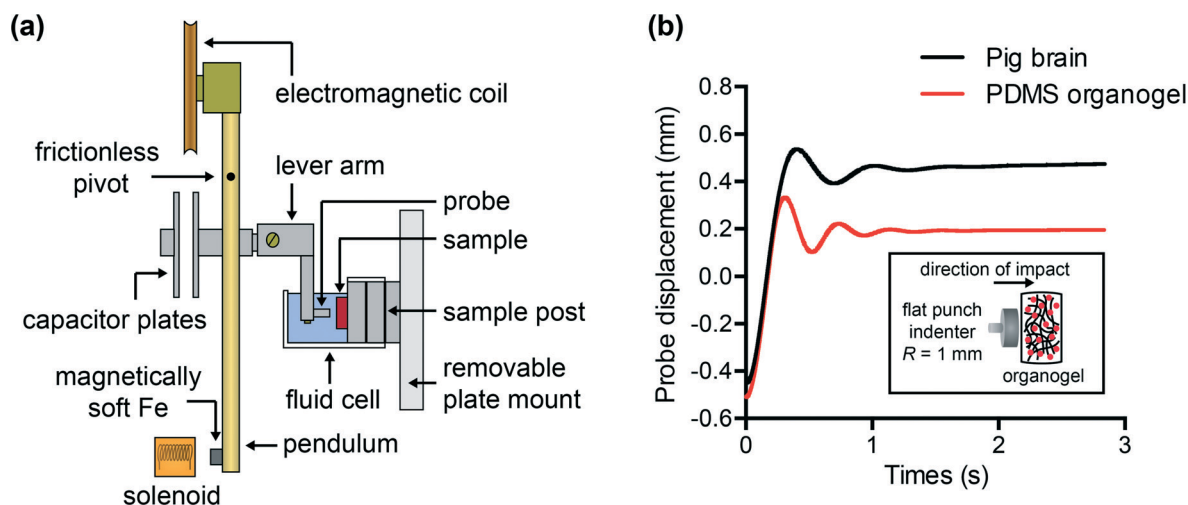 (a)
electromagnetic coil
frictionless
pivot
lever arm
probe
sample
capacitor plates
sample post
magnetically
soft Fe
fluid cell
removable
plate mount
pendulum
solenoid
(b)
Pig brain
PDMS organogel
Probe displacement (mm)
0.8
0.6
0.4
0.2
0.0
-0.2
-0.4
-0.6
direction of impact
flat punch
indenter
R = 1 mm
organogel
0
1
2
3
Times (s)